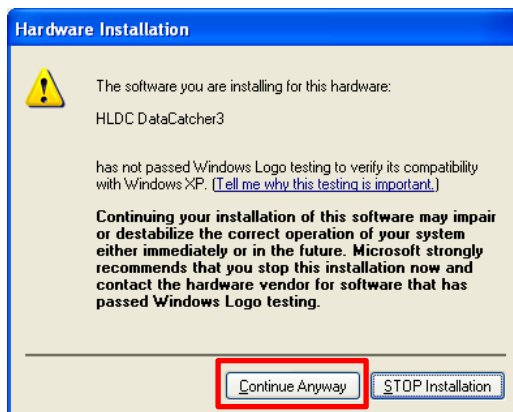 Hardware Installation
The software you are installing for this hardware:
HLDC DataCatcher3
has not passed Windows Logo testing to verify its compatibility
with Windows XP. (Tell me why this testing is important.)
Continuing your installation of this software may impair
or destabilize the correct operation of your system
either immediately or in the future. Microsoft strongly
recommends that you stop this installation now and
contact the hardware vendor for software that has
passed Windows Logo testing.
Continue Anyway
STOP Installation